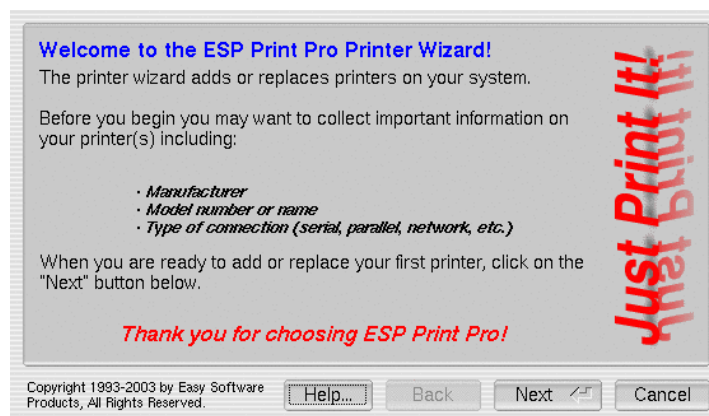 Welcome to the ESP Print Pro Printer Wizard!
The printer wizard adds or replaces printers on your system.
Before you begin you may want to collect important information on
your printer(s) including:
· Manufacturer
· Model number or name
· Type of connection (serial, parallel, network, etc.)
When you are ready to add or replace your first printer, click on the
"Next" button below.
Thank you for choosing ESP Print Pro!
Just Print It!
Copyright 1993-2003 by Easy Software
Products, All Rights Reserved.
Help...
Back
Next
Cancel